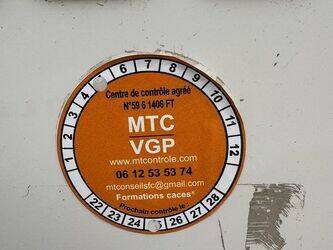 1 2 3 4 5 6 7 8 9 10 11 12
Centre de contrôle agréé
N°59 6 1406 FT
MTC
VGP
www.mtcontrole.com
06 12 53 53 74
mtconseilsfc@gmail.com
Formations caces®
Prochain contrôle :
22 23 24 25 26 27 28